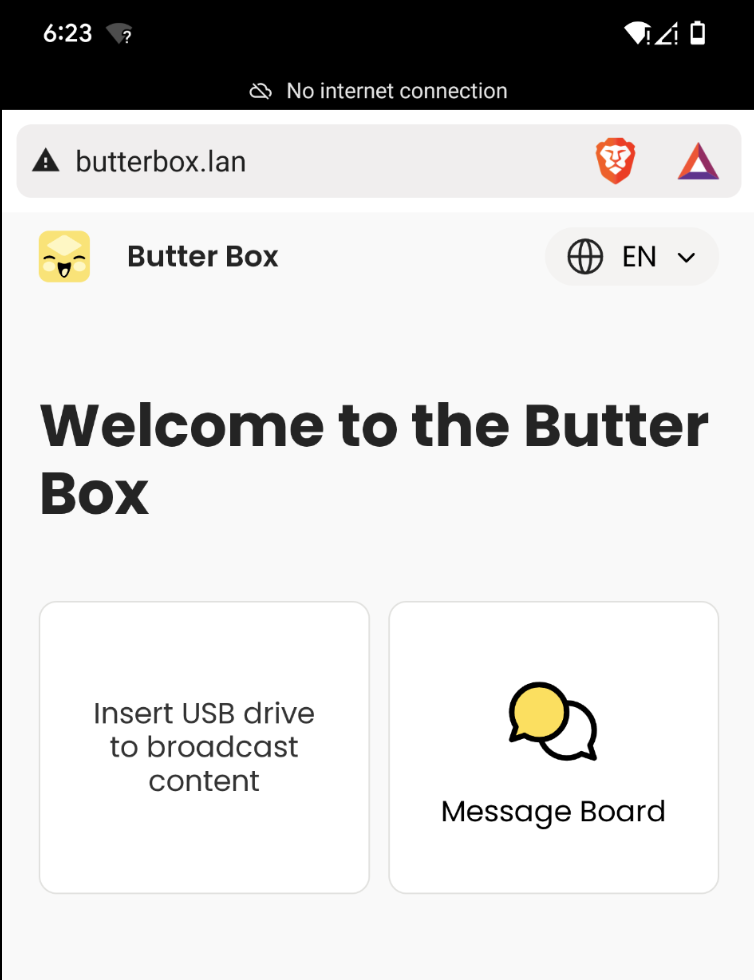 6:23
No internet connection
butterbox.lan
Butter Box
EN
Welcome to the Butter
Box
Insert USB drive
to broadcast
content
Message Board